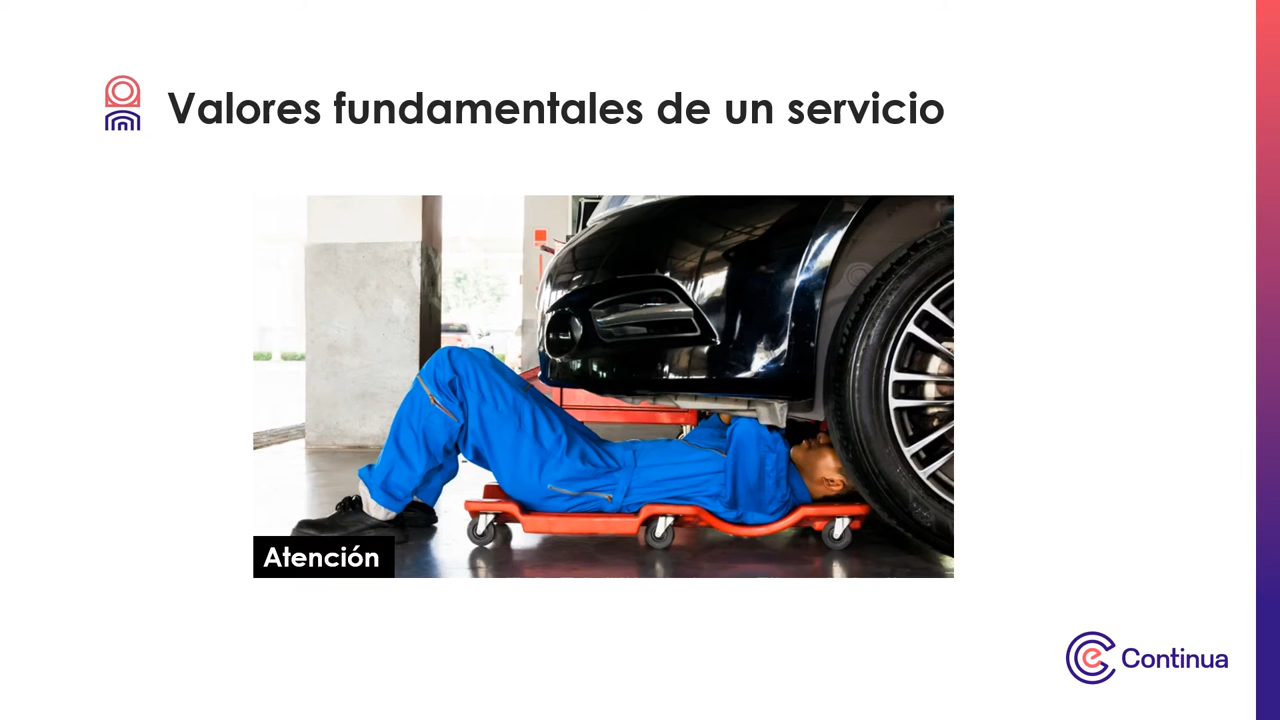 Valores fundamentales de un servicio
Atención
Continua